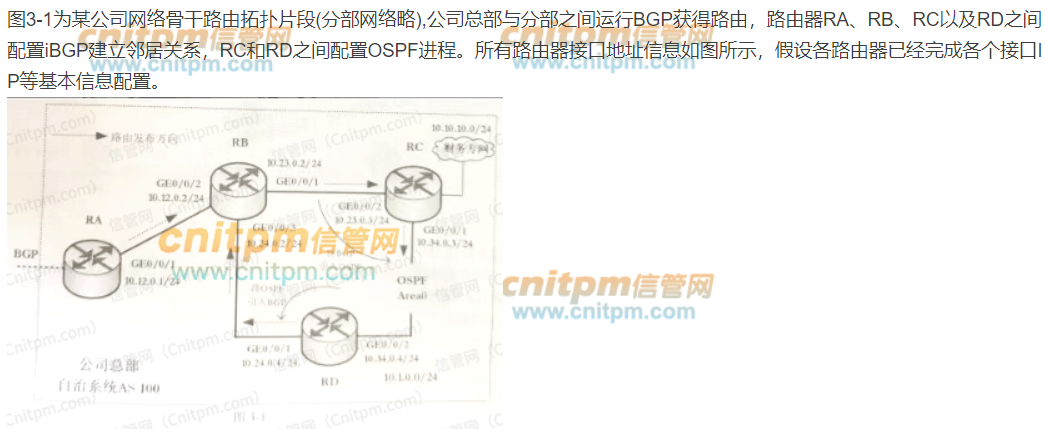 图3-1为某公司网络骨干路由拓扑片段(分部网络略),公司总部与分部之间运行BGP获得路由，路由器RA、RB、RC以及RD之间
配置iBGP建立邻居关系，RC和RD之间配置OSPF进程。所有路由器接口地址信息如图所示，假设各路由器已经完成各个接口I
P等基本信息配置。
路由发布方向
10.10.10.0/24
RB
RC
财务专网
10.23.0.2/24
GE0/0/2
GE0/0/1
10.12.0.2/24
GE0/0/2
10.23.0.3/24
GE0/0/1
10.34.0.3/24
RA
GE0/0/3
10.24.0.2/24
cnitpm信管网
www.cnitpm.com
BGP
GE0/0/1
10.12.0.1/24
OSPF
Area0
将OSPF
引入BGP
cnitpm信管网
www.cnitpm.com
GE0/0/1
10.24.0.4/24
GE0/0/2
10.34.0.4/24
RD
10.1.0.0/24
公司总部
自治系统AS 100
图 3-1